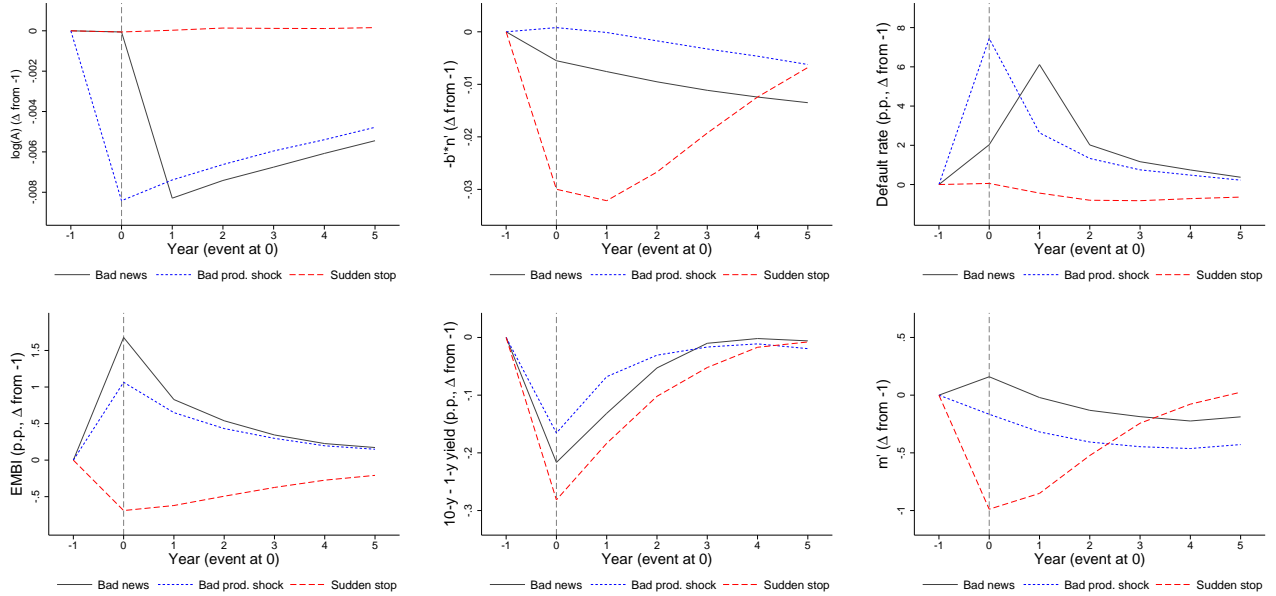 log(A) (Δ from -1)
0
-.002
-.004
-.006
-.008
-1 0 1 2 3 4 5
Year (event at 0)
Bad news Bad prod. shock Sudden stop
-b'*n' (Δ from -1)
0
-.01
-.02
-.03
-1 0 1 2 3 4 5
Year (event at 0)
Bad news Bad prod. shock Sudden stop
Default rate (p.p., Δ from -1)
8
6
4
2
0
-1 0 1 2 3 4 5
Year (event at 0)
Bad news Bad prod. shock Sudden stop
EMBI (p.p., Δ from -1)
1.5
1
.5
0
-.5
-1 0 1 2 3 4 5
Year (event at 0)
Bad news Bad prod. shock Sudden stop
10-y - 1-y yield (p.p., Δ from -1)
0
-.1
-.2
-.3
-1 0 1 2 3 4 5
Year (event at 0)
Bad news Bad prod. shock Sudden stop
m' (Δ from -1)
.5
0
-.5
-1
-1 0 1 2 3 4 5
Year (event at 0)
Bad news Bad prod. shock Sudden stop